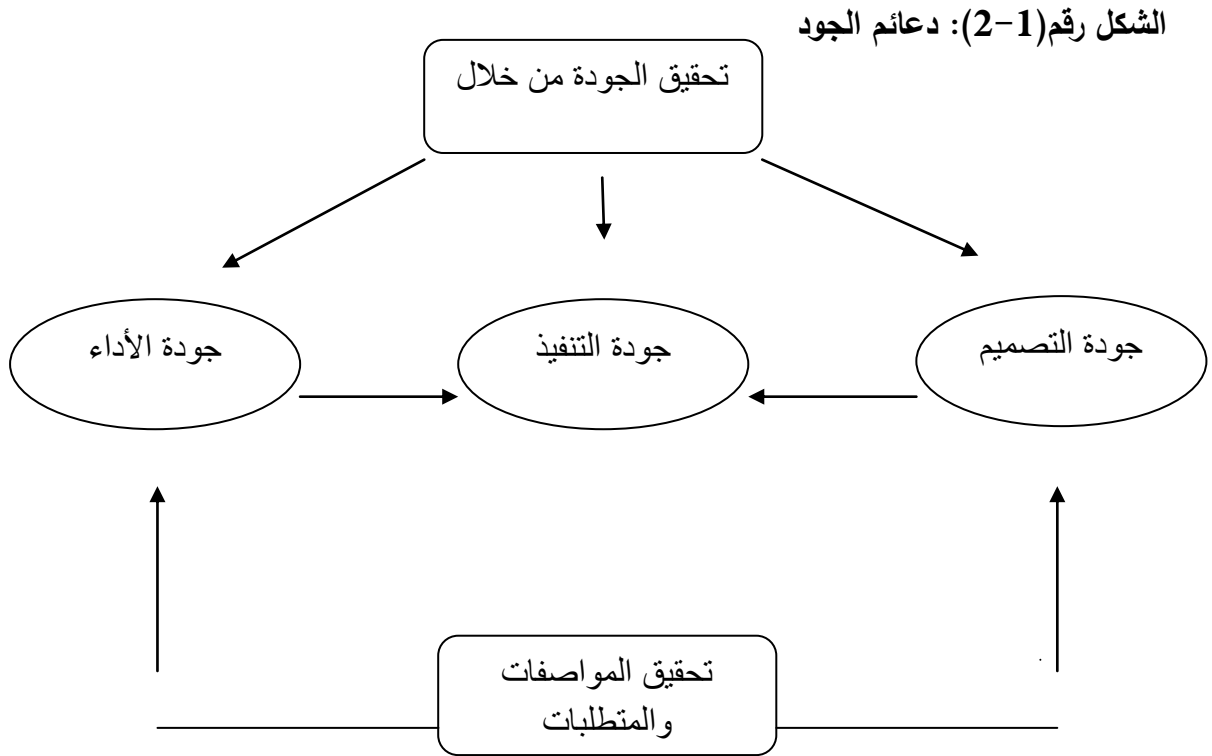 الشكل رقم(1-2): دعائم الجود
تحقيق الجودة من خلال
جودة التصميم
جودة التنفيذ
جودة الأداء
تحقيق المواصفات
والمتطلبات